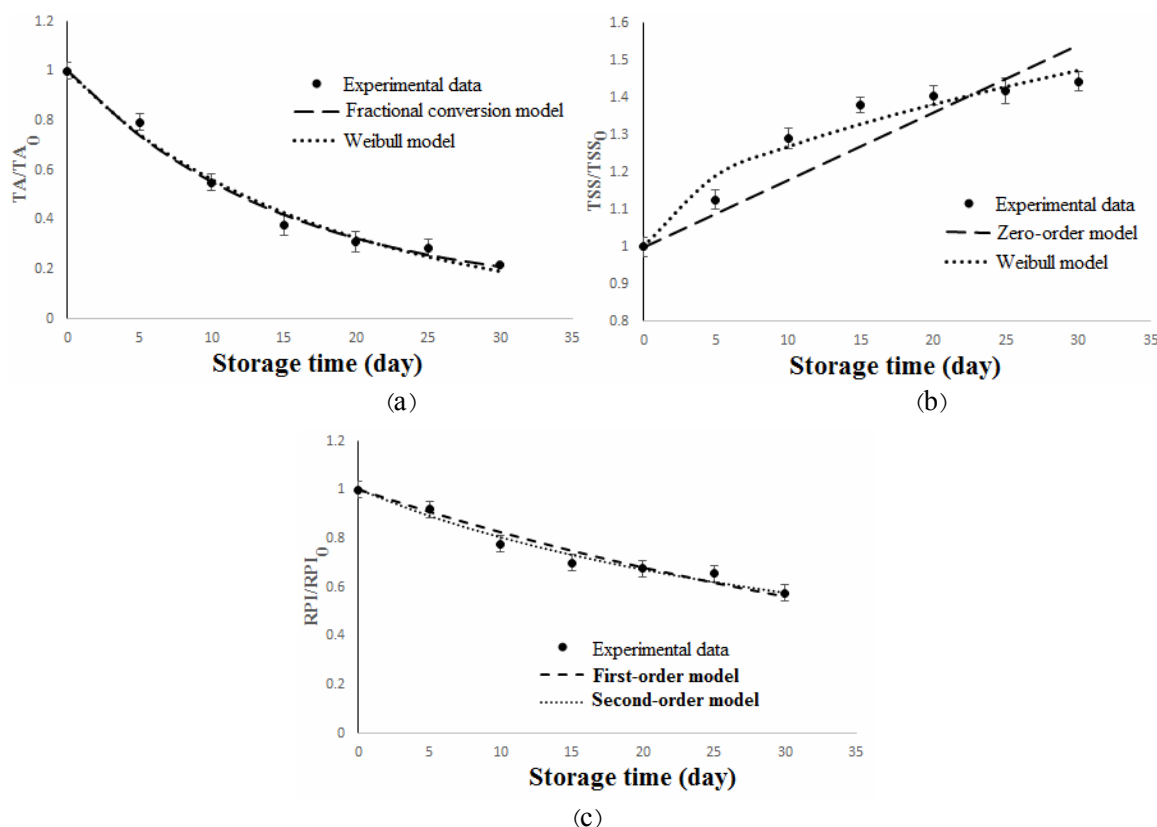 1.2
1
0.8
0.6
0.4
0.2
0
TA/TA0
Experimental data
Fractional conversion model
Weibull model
0 5 10 15 20 25 30 35
Storage time (day)
(a)
1.6
1.5
1.4
1.3
1.2
1.1
1
0.9
0.8
TSS/TSS0
Experimental data
Zero-order model
Weibull model
0 5 10 15 20 25 30 35
Storage time (day)
(b)
1.2
1
0.8
0.6
0.4
0.2
0
RPI/RPI0
Experimental data
First-order model
Second-order model
0 5 10 15 20 25 30 35
Storage time (day)
(c)